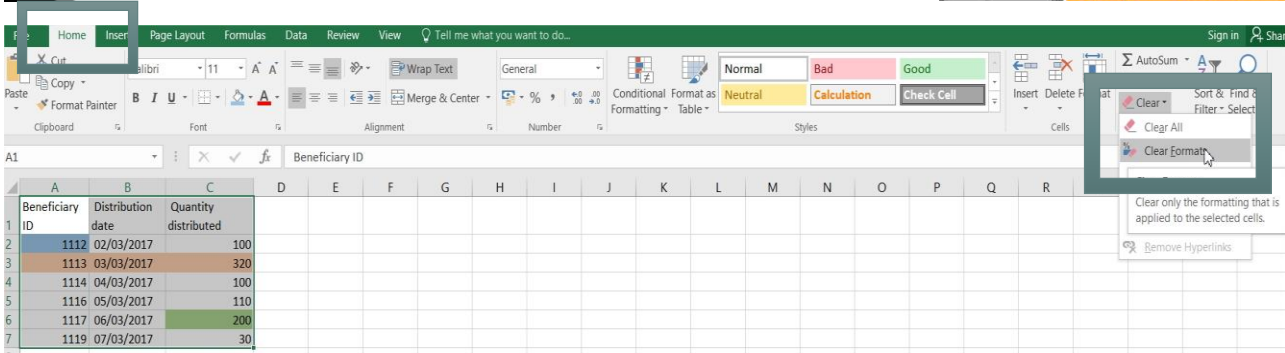 Home Insert Page Layout Formulas Data Review View Tell me what you want to do... Sign in Shar
Cut
Copy
Format Painter
Paste
Clipboard
Calibri 11
B I U
Font
Wrap Text
Merge & Center
Alignment
General
% ,
Number
Conditional Formatting
Format as Table
Normal Bad Good
Neutral Calculation Check Cell
Styles
Insert Delete Format
Cells
AutoSum
Clear
Sort & Filter
Find & Select
Clear All
Clear Formats
Clear only the formatting that is
applied to the selected cells.
Remove Hyperlinks
A1 fx Beneficiary ID
A B C D E F G H I J K L M N O P Q R
1 Beneficiary ID Distribution date Quantity distributed
2 1112 02/03/2017 100
3 1113 03/03/2017 320
4 1114 04/03/2017 100
5 1116 05/03/2017 110
6 1117 06/03/2017 200
7 1119 07/03/2017 30